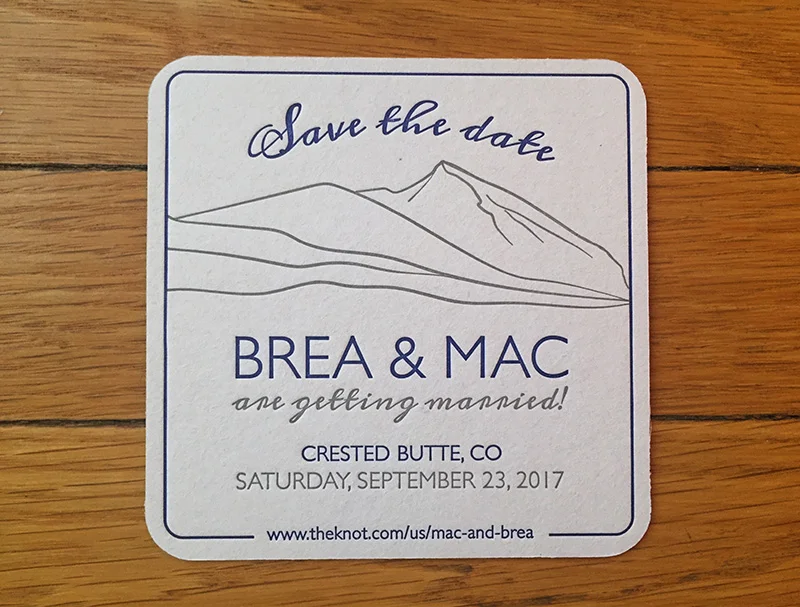 Save the date
BREA & MAC
are getting married!
CRESTED BUTTE, CO
SATURDAY, SEPTEMBER 23, 2017
www.theknot.com/us/mac-and-brea